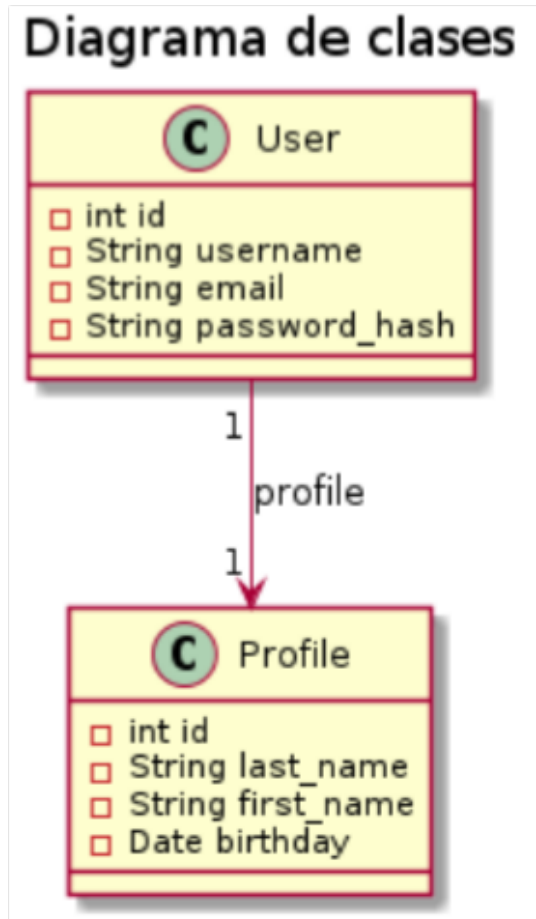 Diagrama de clases
C User
int id
String username
String email
String password_hash
1
profile
1
C Profile
int id
String last_name
String first_name
Date birthday